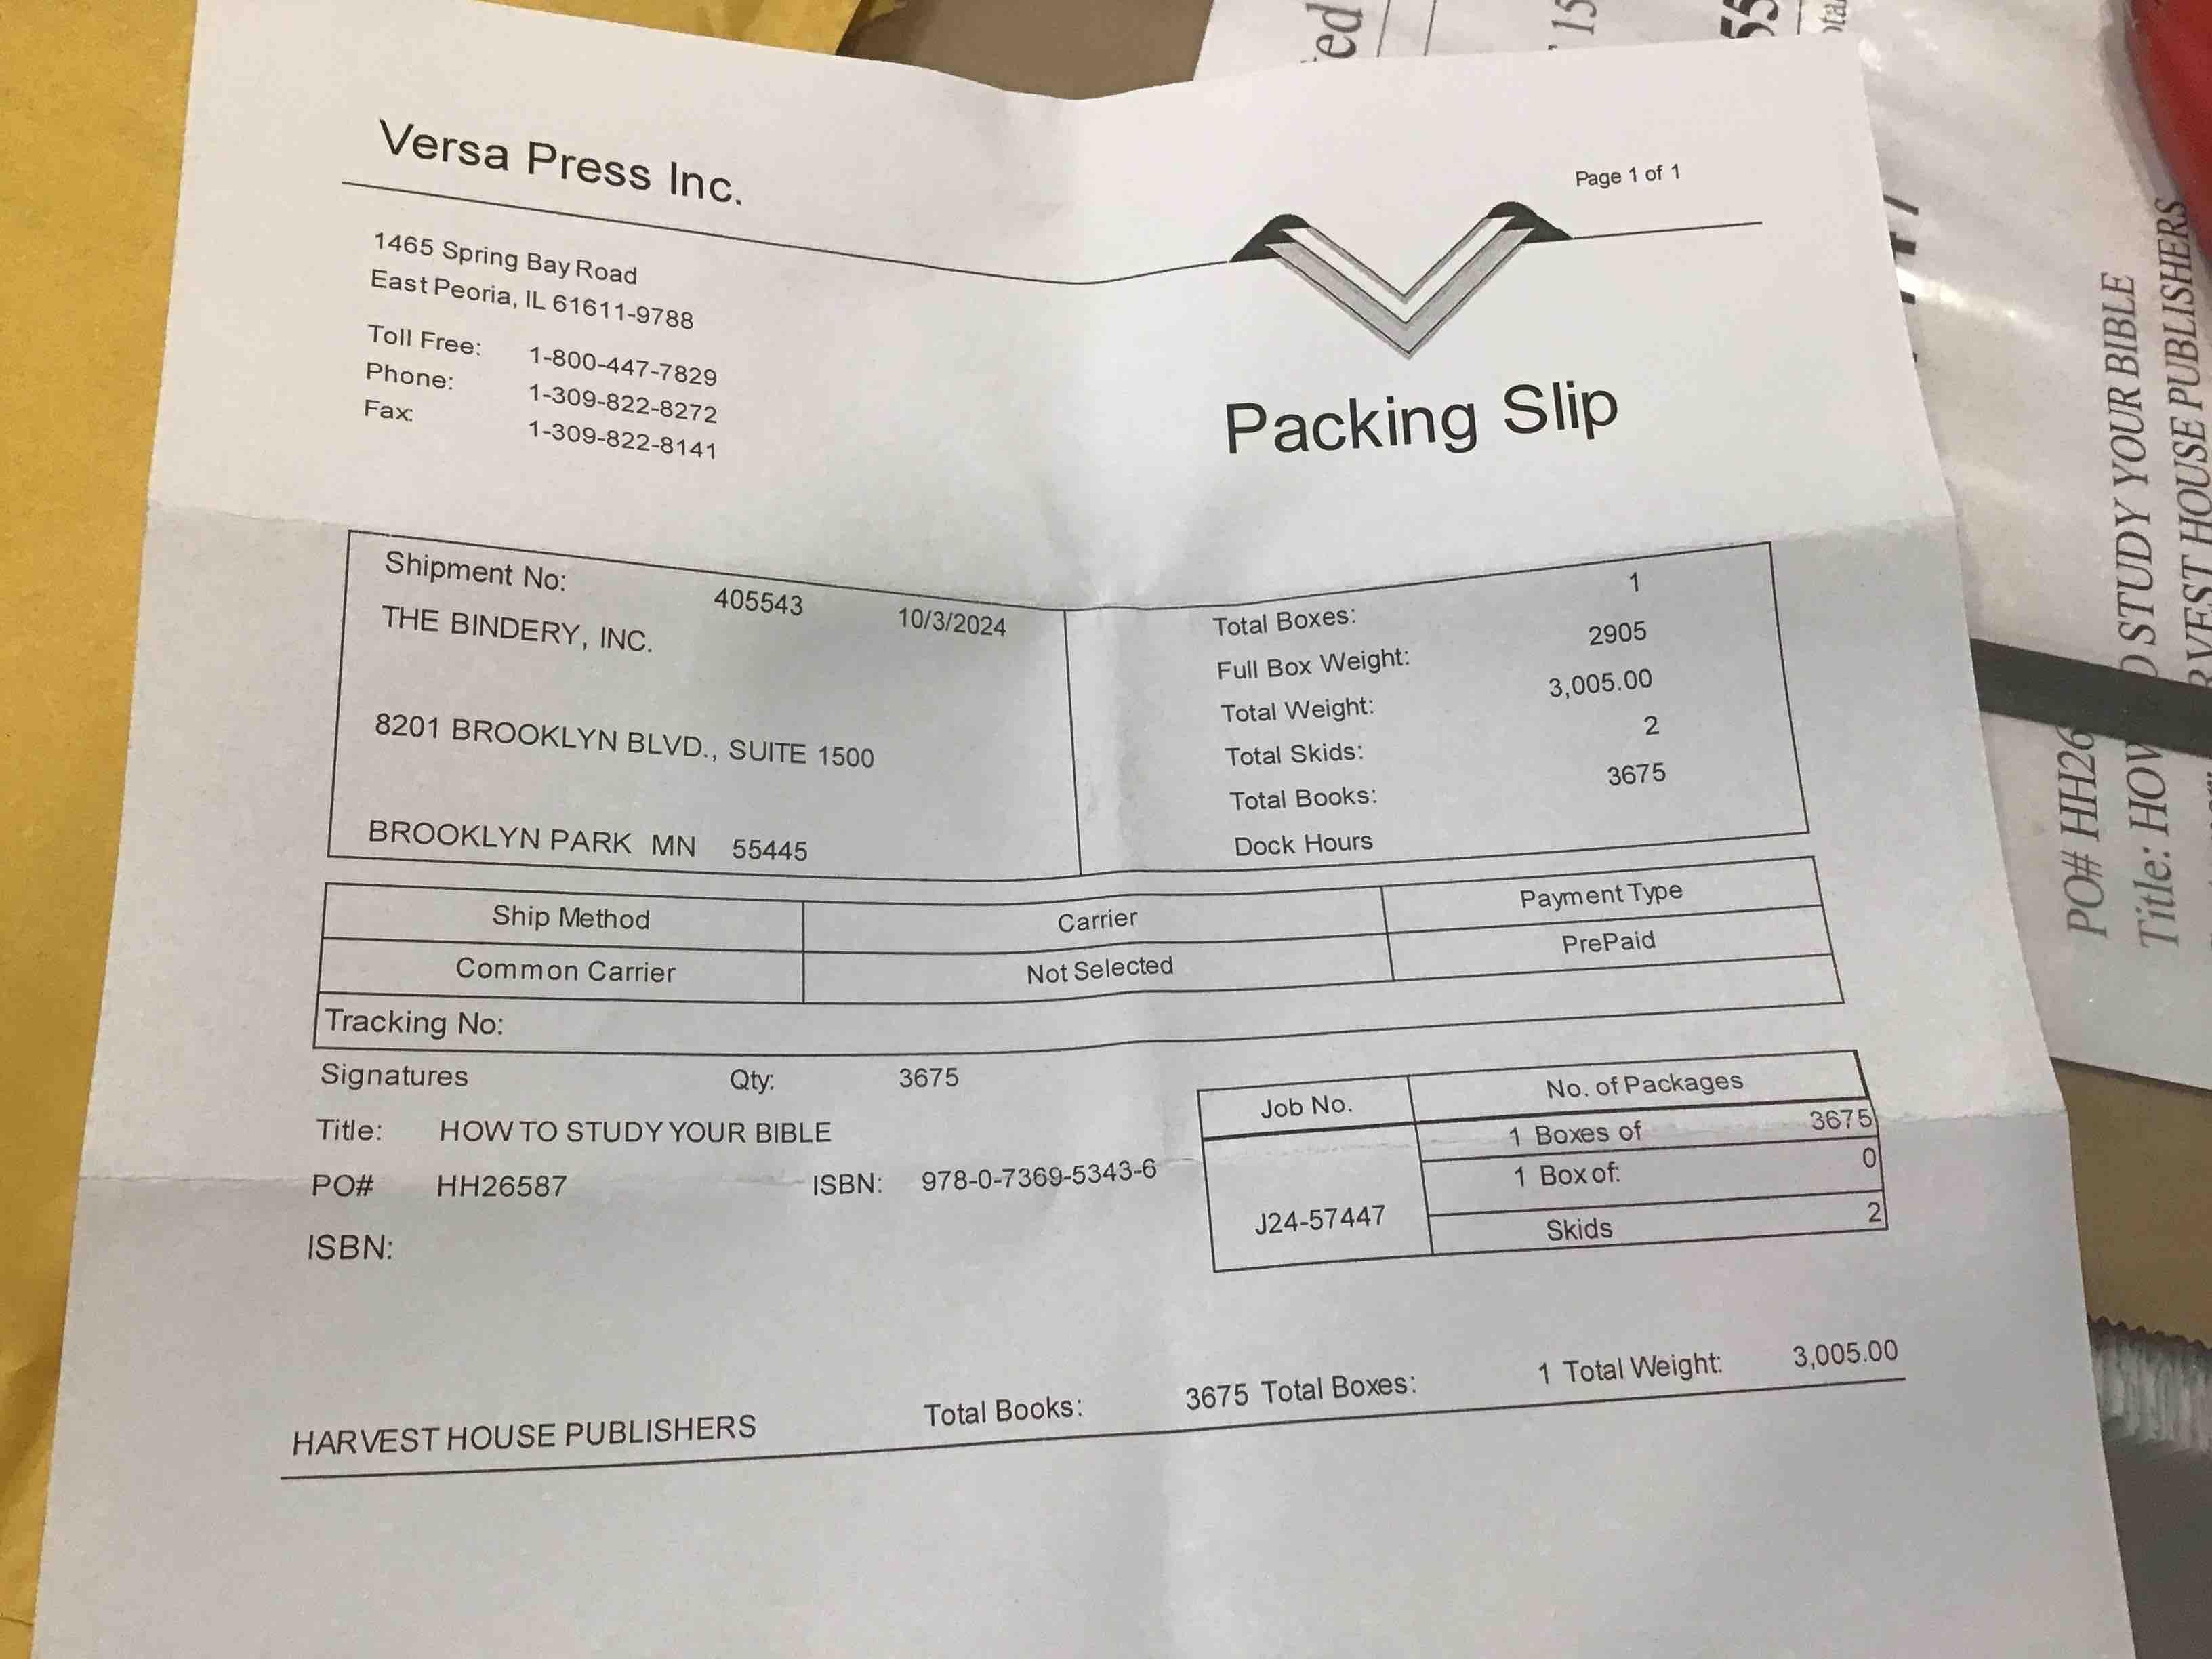 Versa Press Inc.
Page 1 of 1
1465 Spring Bay Road
East Peoria, IL 61611-9788
Toll Free: 1-800-447-7829
Phone: 1-309-822-8272
Fax: 1-309-822-8141
Packing Slip
Shipment No: 405543 10/3/2024
THE BINDERY, INC.
8201 BROOKLYN BLVD., SUITE 1500
BROOKLYN PARK MN 55445
Total Boxes: 1
Full Box Weight: 2905
Total Weight: 3,005.00
Total Skids: 2
Total Books: 3675
Dock Hours
Ship Method Carrier Payment Type
Common Carrier Not Selected PrePaid
Tracking No:
Signatures Qty: 3675
Title: HOW TO STUDY YOUR BIBLE
PO# HH26587 ISBN: 978-0-7369-5343-6
ISBN:
Job No. No. of Packages
1 Boxes of 3675
1 Box of: 0
J24-57447
Skids 2
HARVEST HOUSE PUBLISHERS Total Books: 3675 Total Boxes: 1 Total Weight: 3,005.00
PO# HH26
Title: HOW
STUDY YOUR BIBLE
HOUSE PUBLISHERS